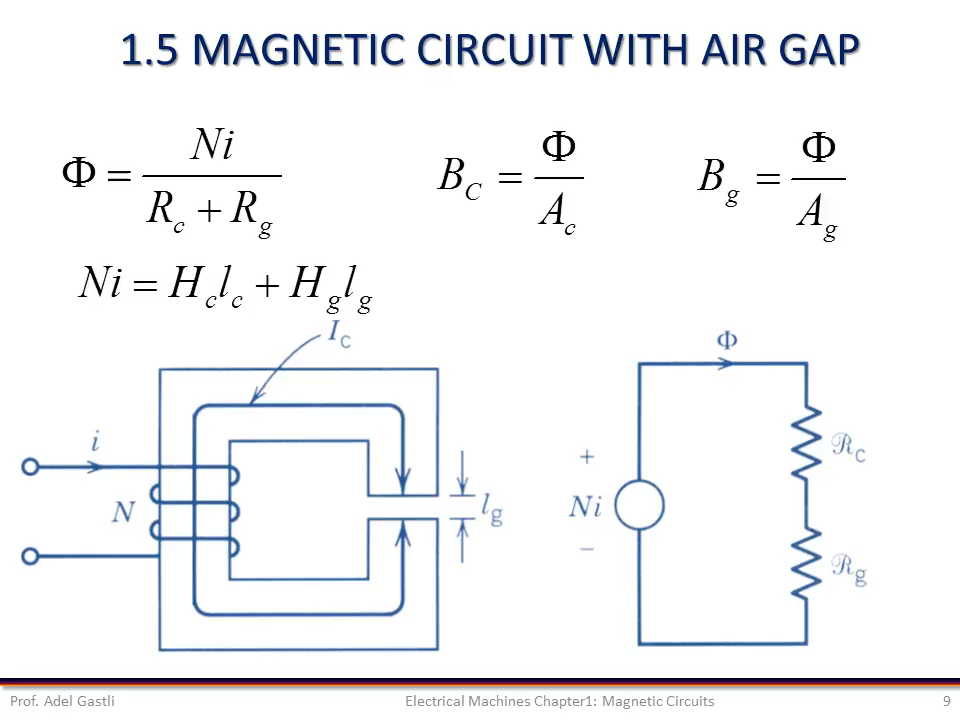 1.5 MAGNETIC CIRCUIT WITH AIR GAP
Φ = Ni / (R_c + R_g)
B_C = Φ / A_c
B_g = Φ / A_g
Ni = H_c l_c + H_g l_g
l_c
i
N
l_g
Φ
+
Ni
−
ℛ_c
ℛ_g
Prof. Adel Gastli
Electrical Machines Chapter1: Magnetic Circuits
9